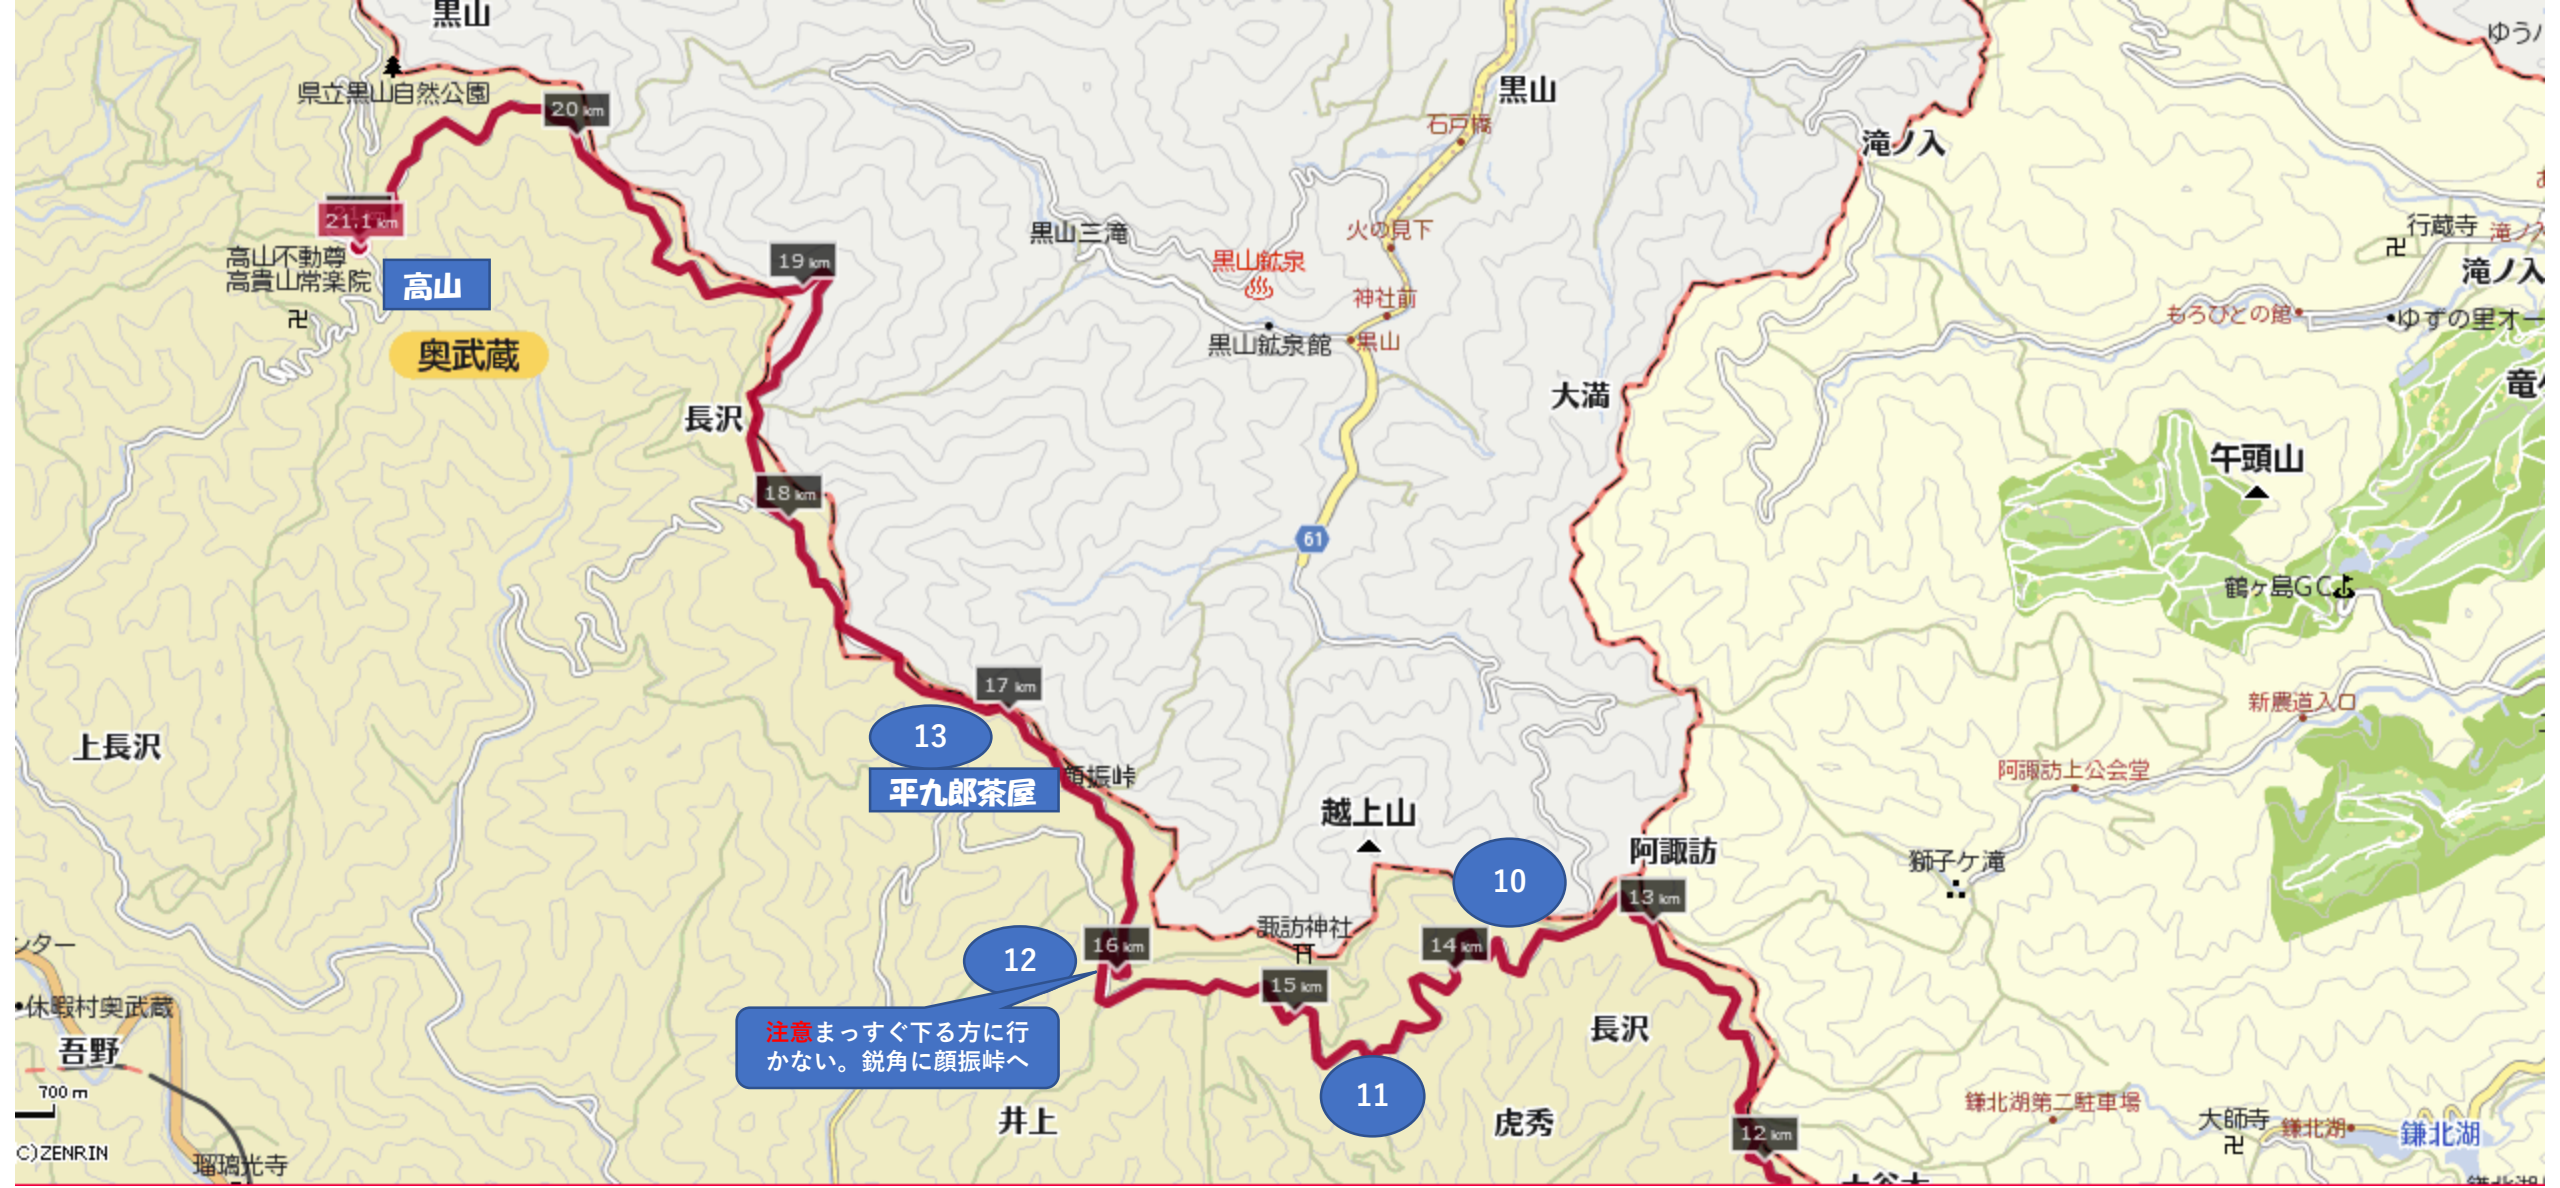 黒山
県立黒山自然公園
20 km
21.1 km
高山不動尊
高貴山常楽院
高山
奥武蔵
19 km
長沢
18 km
黒山三滝
黒山鉱泉
黒山鉱泉館
黒山
石戸橋
火の見下
神社前
黒山
大満
61
滝ノ入
行蔵寺
滝ノ入
もろびとの館
ゆずの里オー
午頭山
鶴ヶ島GC
新農道入口
阿諏訪上公会堂
獅子ケ滝
17 km
13
平九郎茶屋
顔振峠
上長沢
越上山
阿諏訪
10
13 km
諏訪神社
14 km
16 km
12
15 km
注意まっすぐ下る方に行
かない。鋭角に顔振峠へ
11
長沢
虎秀
井上
12 km
休暇村奥武蔵
吾野
700 m
C)ZENRIN
瑠璃光寺
鎌北湖第二駐車場
大師寺
鎌北湖
鎌北湖